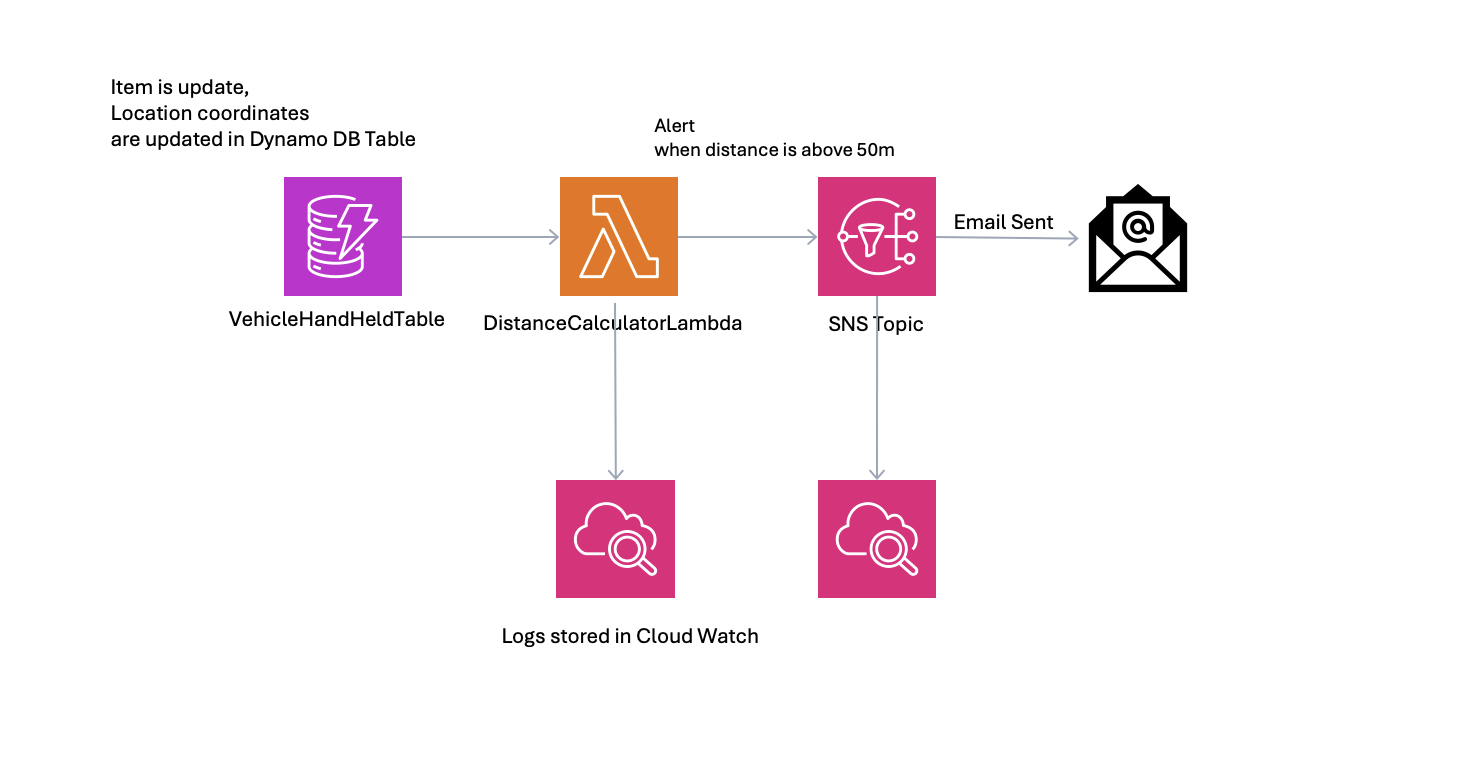 Item is update,
Location coordinates
are updated in Dynamo DB Table
Alert
when distance is above 50m
Email Sent
VehicleHandHeldTable
DistanceCalculatorLambda
SNS Topic
Logs stored in Cloud Watch